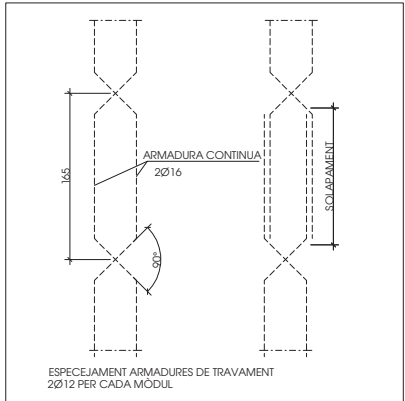 ARMADURA CONTINUA
2Ø16
165
90°
SOLAPAMENT
ESPECEJAMENT ARMADURES DE TRAVAMENT
2Ø12 PER CADA MÒDUL